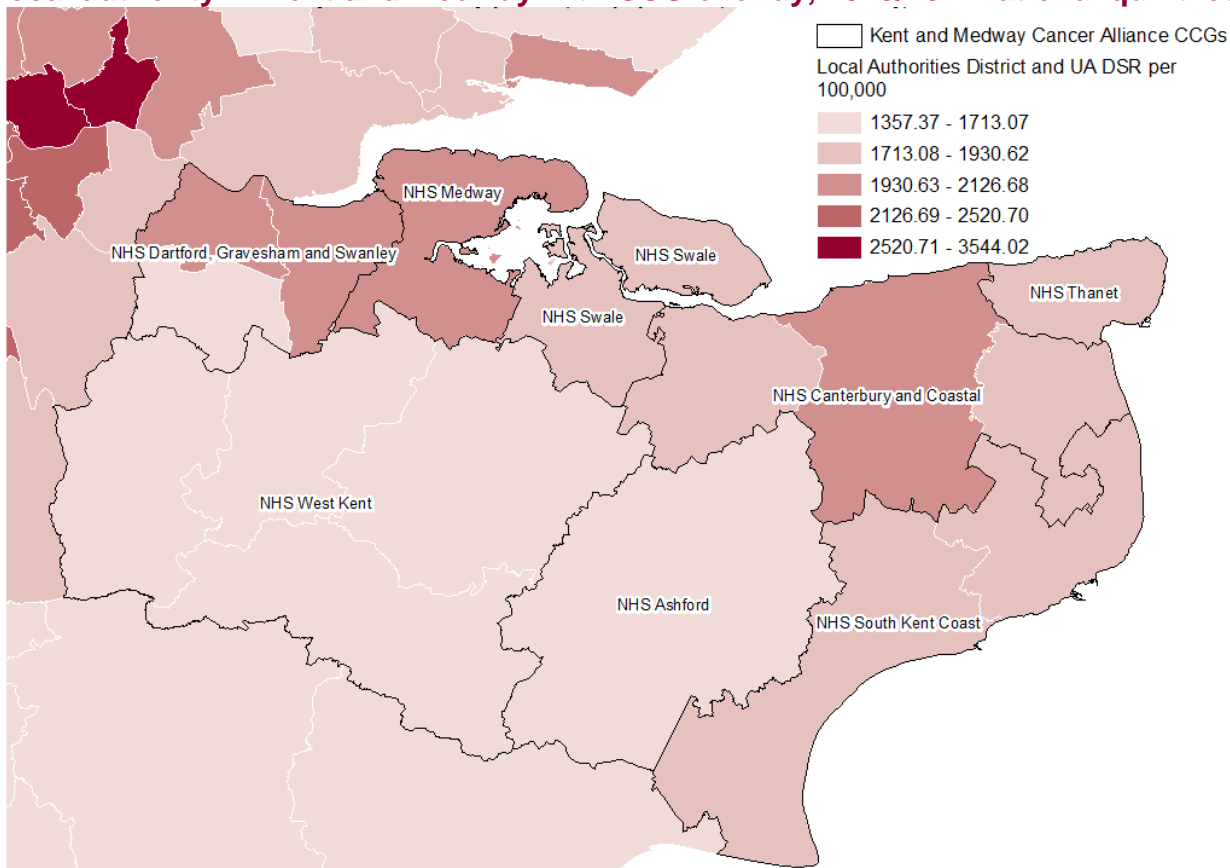 Kent and Medway Cancer Alliance CCGs
Local Authorities District and UA DSR per
100,000
1357.37 - 1713.07
1713.08 - 1930.62
1930.63 - 2126.68
2126.69 - 2520.70
2520.71 - 3544.02
NHS Medway
NHS Dartford, Gravesham and Swanley
NHS Swale
NHS Thanet
NHS Swale
NHS Canterbury and Coastal
NHS West Kent
NHS Ashford
NHS South Kent Coast